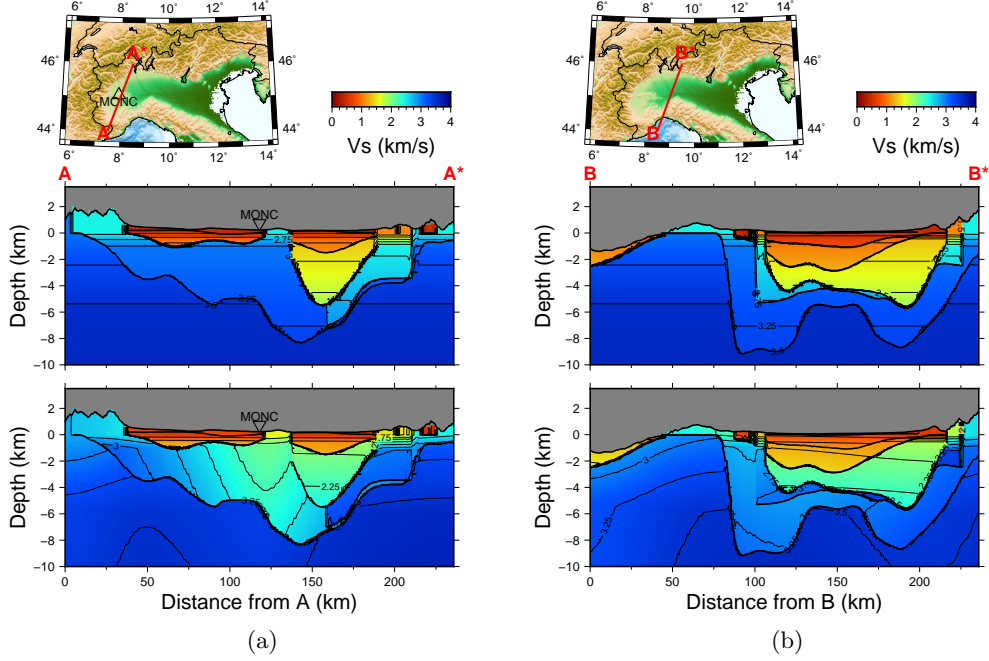 6° 8° 10° 12° 14°
46° 46°
44° 44°
6° 8° 10° 12° 14°
A*
MONC
A
0 1 2 3 4
Vs (km/s)
6° 8° 10° 12° 14°
46° 46°
44° 44°
6° 8° 10° 12° 14°
B*
B
0 1 2 3 4
Vs (km/s)
A A*
Depth (km)
2
0
−2
−4
−6
−8
−10
MONC
2.75
3.25
B B*
Depth (km)
2
0
−2
−4
−6
−8
−10
3.25
3.5
Depth (km)
2
0
−2
−4
−6
−8
−10
MONC
3
2.25
3.25
0 50 100 150 200
Distance from A (km)
Depth (km)
2
0
−2
−4
−6
−8
−10
3
3.25
3.5
0 50 100 150 200
Distance from B (km)
(a) (b)